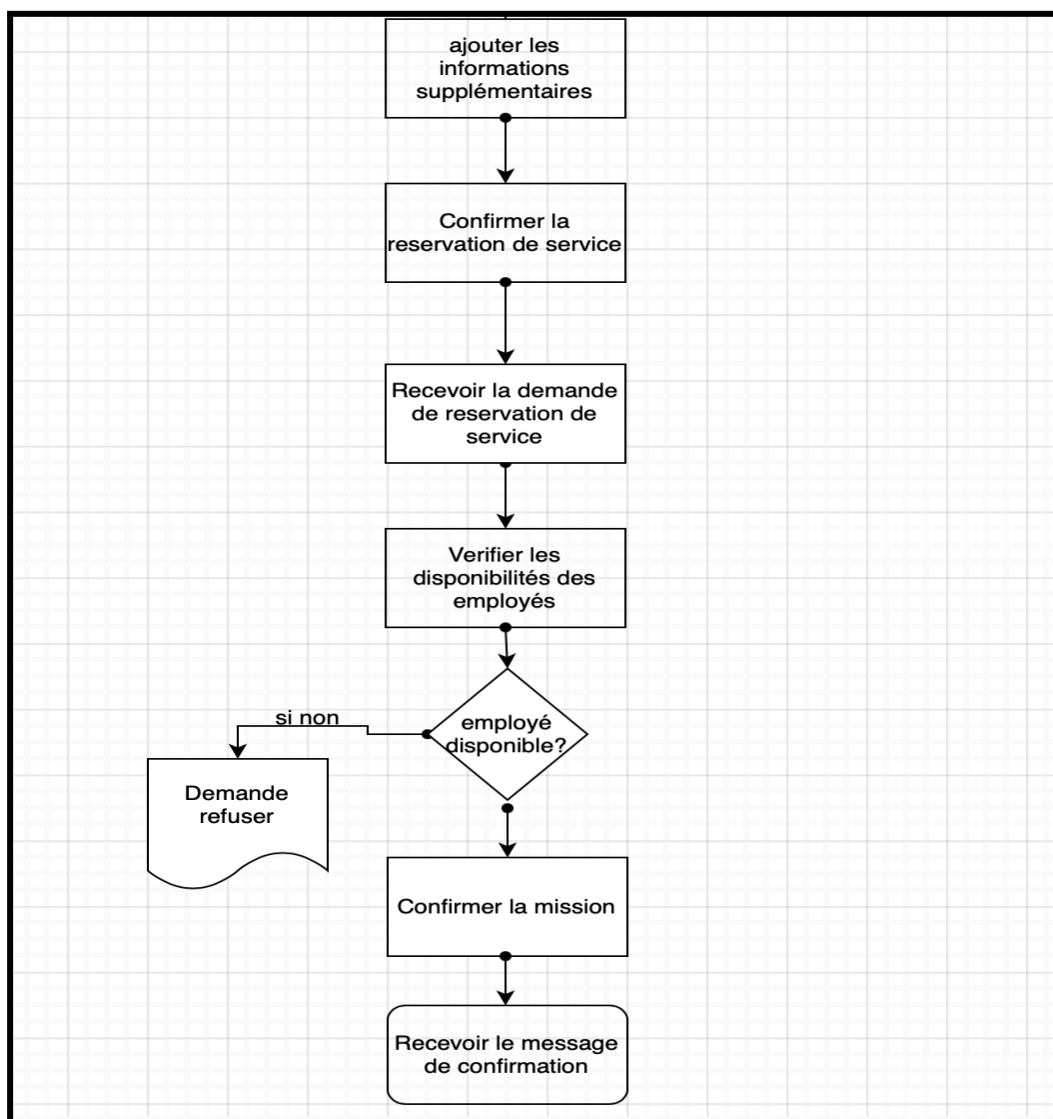 ajouter les
informations
supplémentaires
Confirmer la
reservation de service
Recevoir la demande
de reservation de
service
Verifier les
disponibilités des
employés
employé
disponible?
si non
Demande
refuser
Confirmer la mission
Recevoir le message
de confirmation